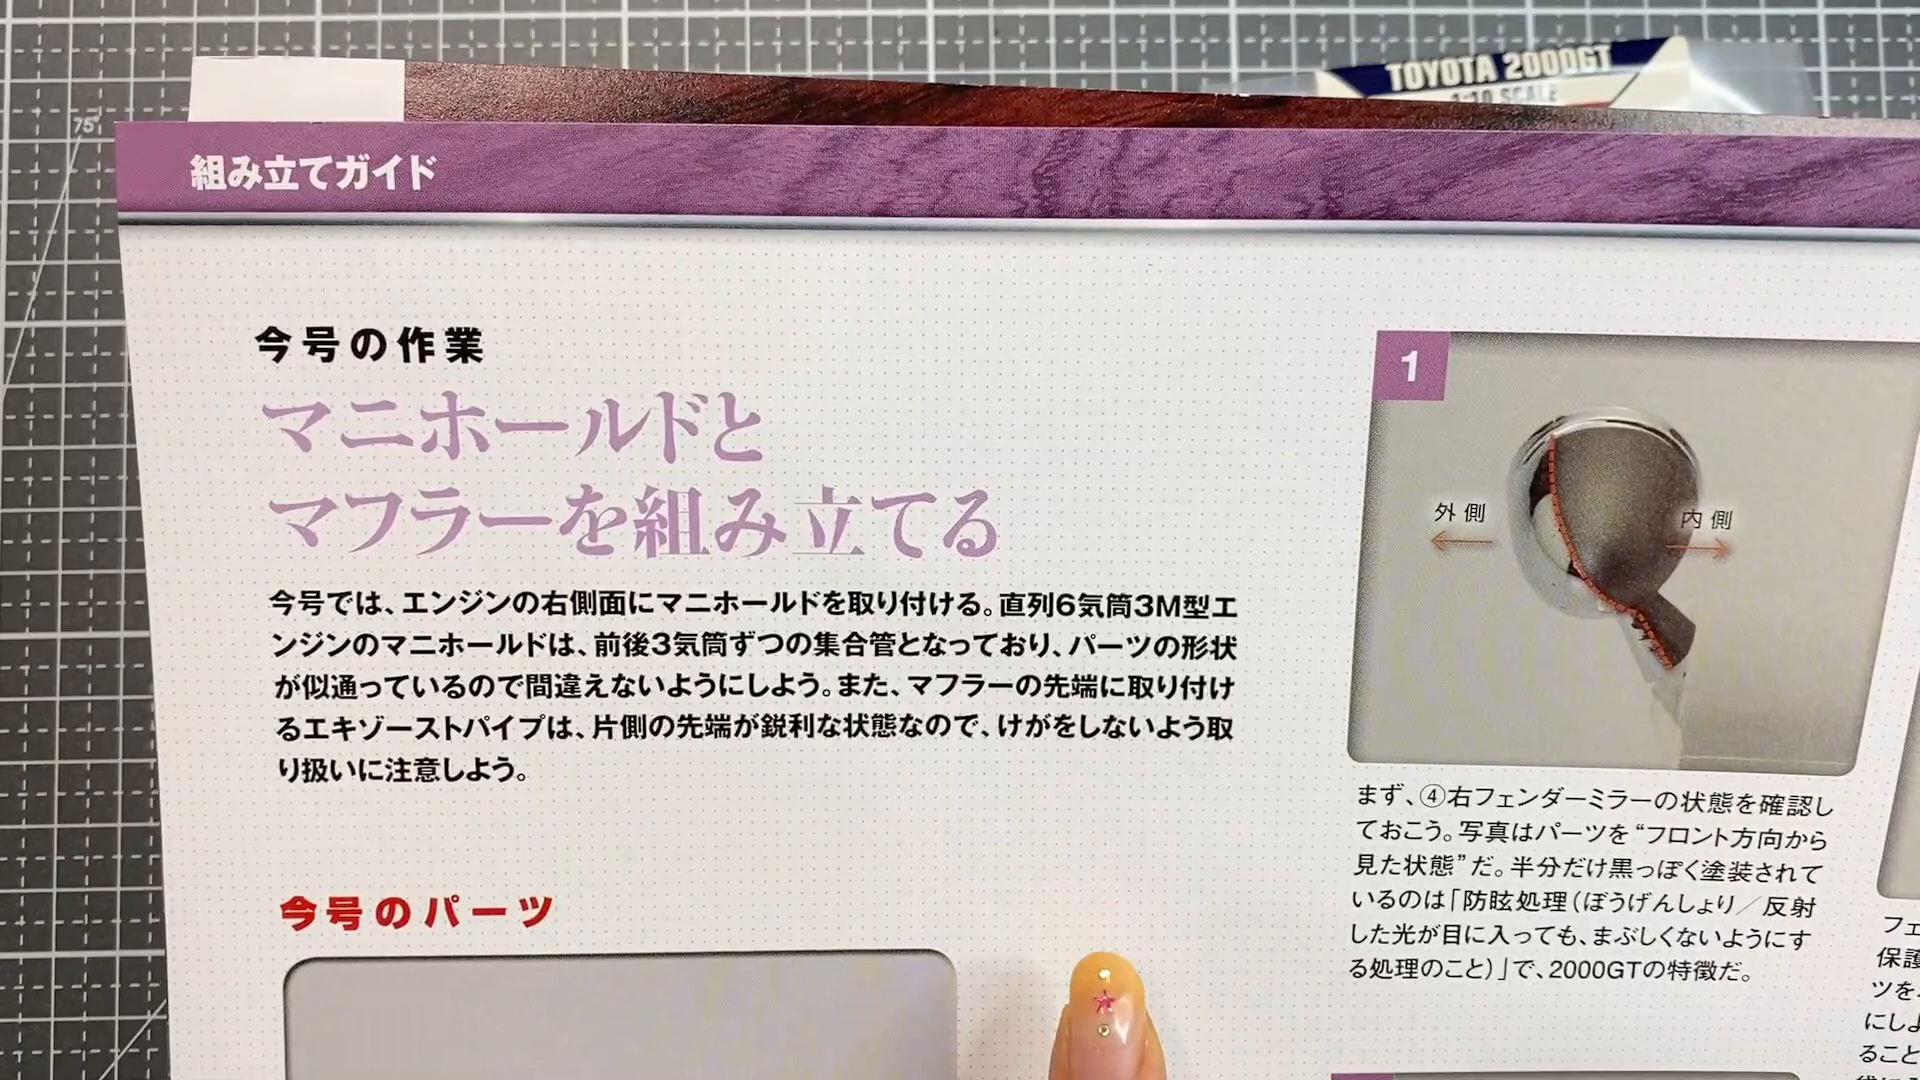 75°
TOYOTA 2000GT
1:10 SCALE
組み立てガイド
今号の作業
マニホールドと
マフラーを組み立てる
今号では、エンジンの右側面にマニホールドを取り付ける。直列6気筒3M型エ
ンジンのマニホールドは、前後3気筒ずつの集合管となっており、パーツの形状
が似通っているので間違えないようにしよう。また、マフラーの先端に取り付け
るエキゾーストパイプは、片側の先端が鋭利な状態なので、けがをしないよう取
り扱いに注意しよう。
今号のパーツ
1
外側
内側
まず、④右フェンダーミラーの状態を確認し
ておこう。写真はパーツを“フロント方向から
見た状態”だ。半分だけ黒っぽく塗装されて
いるのは「防眩処理(ぼうげんしょり／反射
した光が目に入っても、まぶしくないようにす
る処理のこと)」で、2000GTの特徴だ。
フェ
保護
ツを
にしよ
ること